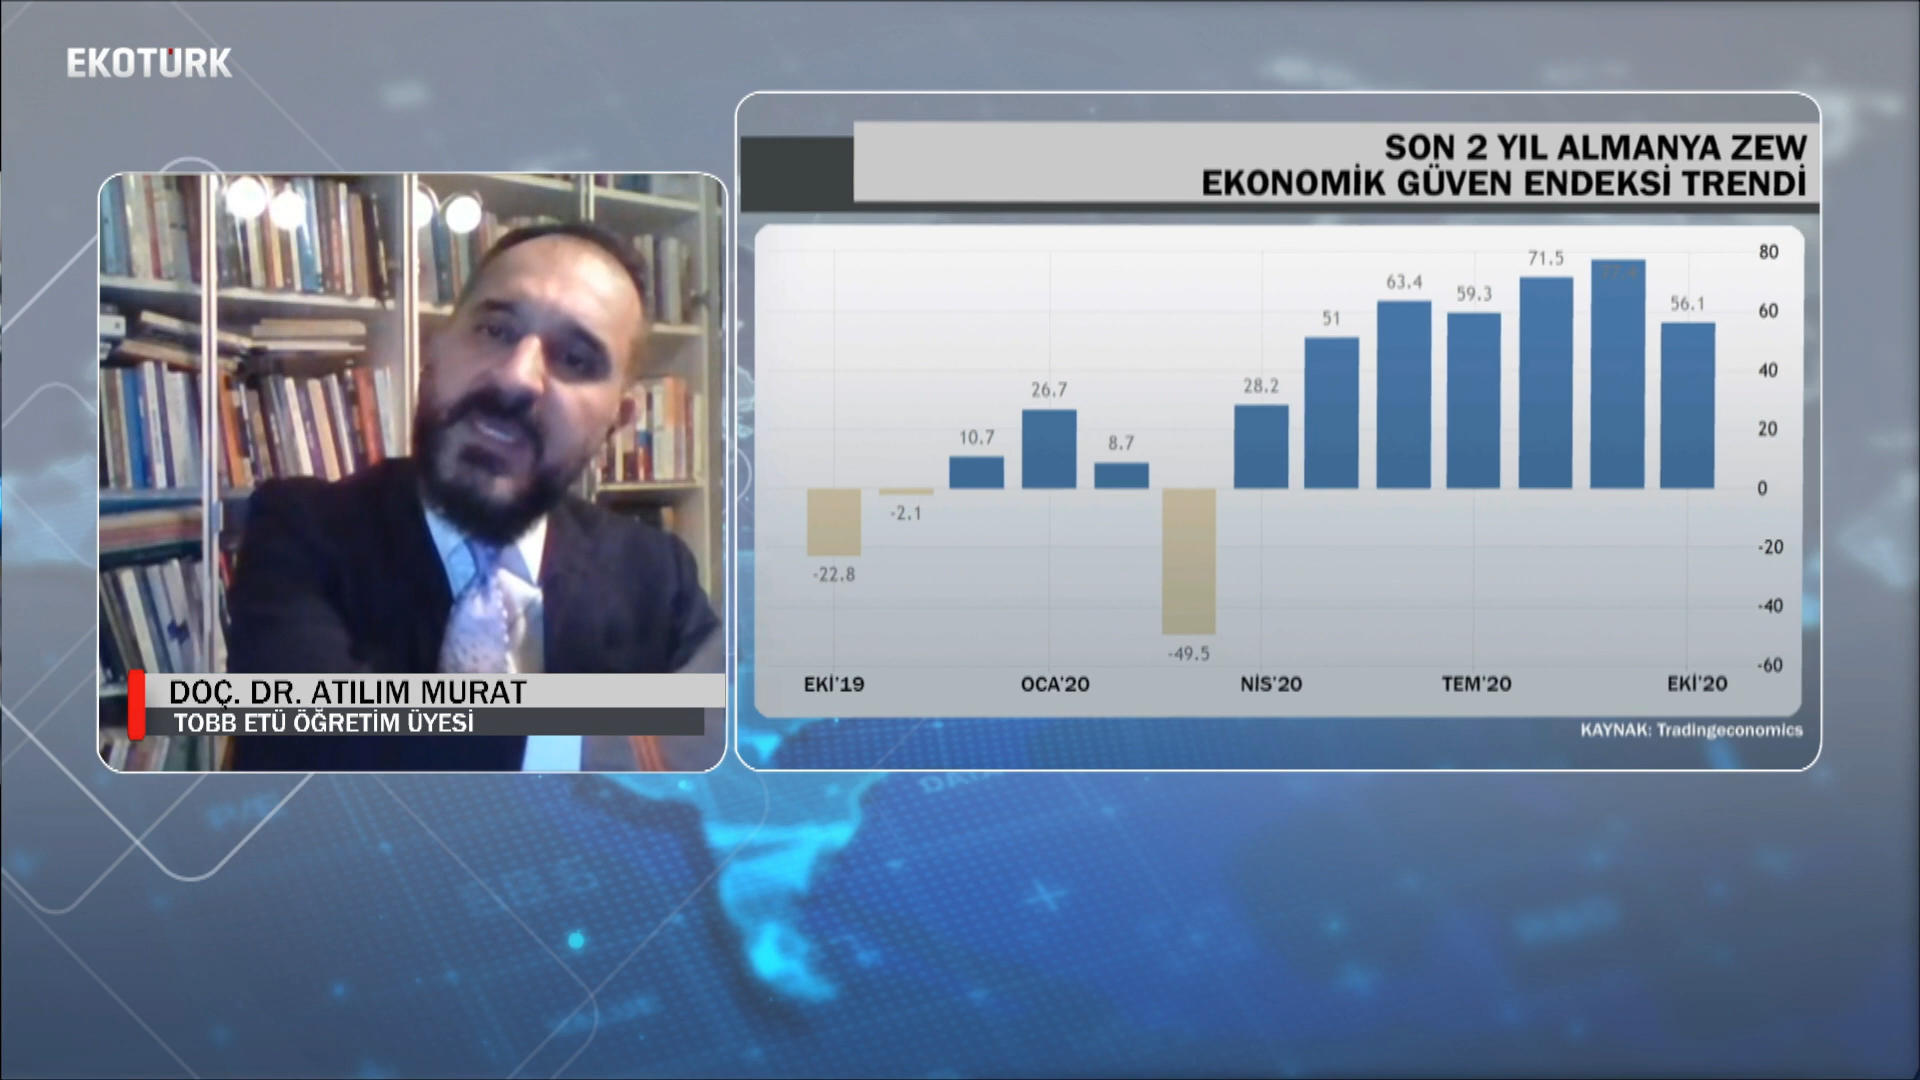 EKOTÜRK
SON 2 YIL ALMANYA ZEW
EKONOMİK GÜVEN ENDEKSİ TRENDİ
80
60
40
20
0
-20
-40
-60
-22.8
-2.1
10.7
26.7
8.7
-49.5
28.2
51
63.4
59.3
71.5
77.4
56.1
EKİ'19
OCA'20
NİS'20
TEM'20
EKİ'20
KAYNAK: Tradingeconomics
DOÇ. DR. ATILIM MURAT
TOBB ETÜ ÖĞRETİM ÜYESİ